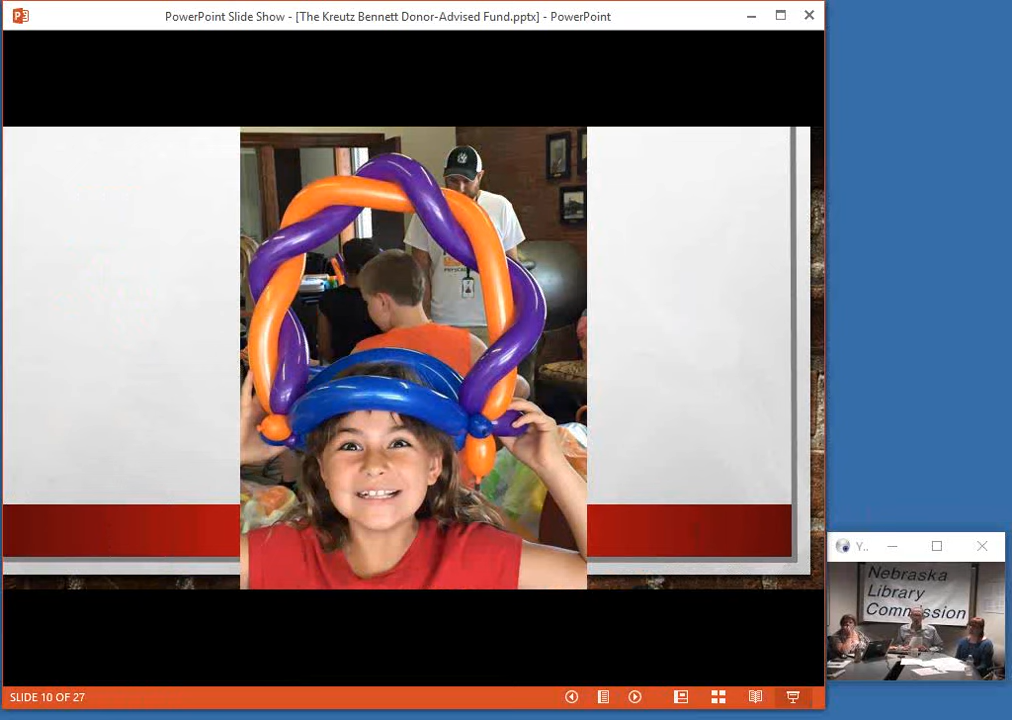 PowerPoint Slide Show - [The Kreutz Bennett Donor-Advised Fund.pptx] - PowerPoint
Y..
Nebraska
Library
Commission
SLIDE 10 OF 27